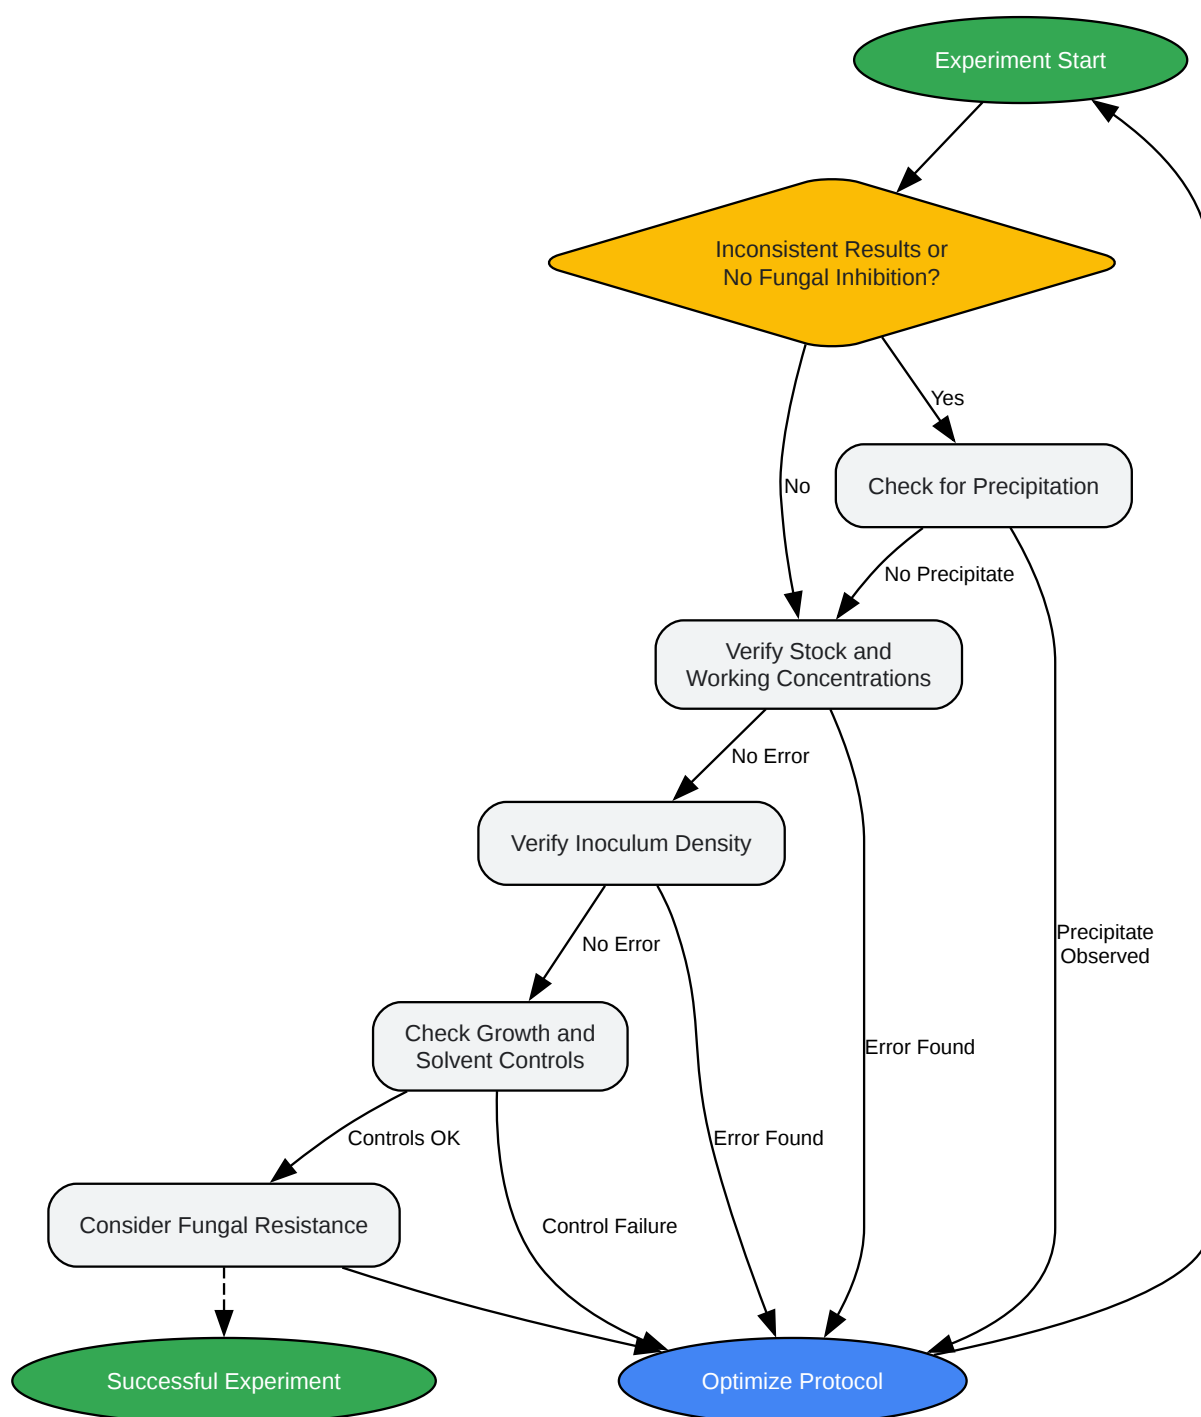 Experiment Start
Inconsistent Results or
No Fungal Inhibition?
Yes
No
Check for Precipitation
No Precipitate
Verify Stock and
Working Concentrations
No Error
Verify Inoculum Density
Precipitate
Observed
No Error
Check Growth and
Solvent Controls
Error Found
Controls OK
Error Found
Consider Fungal Resistance
Control Failure
Successful Experiment
Optimize Protocol